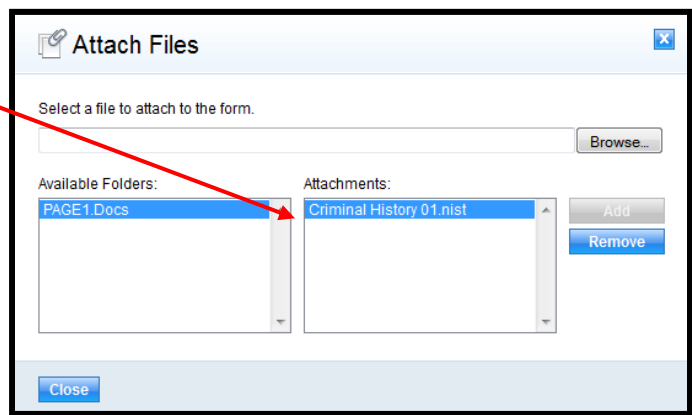 Attach Files
Select a file to attach to the form.
Browse...
Available Folders:
Attachments:
PAGE1.Docs
Criminal History 01.nist
Add
Remove
Close